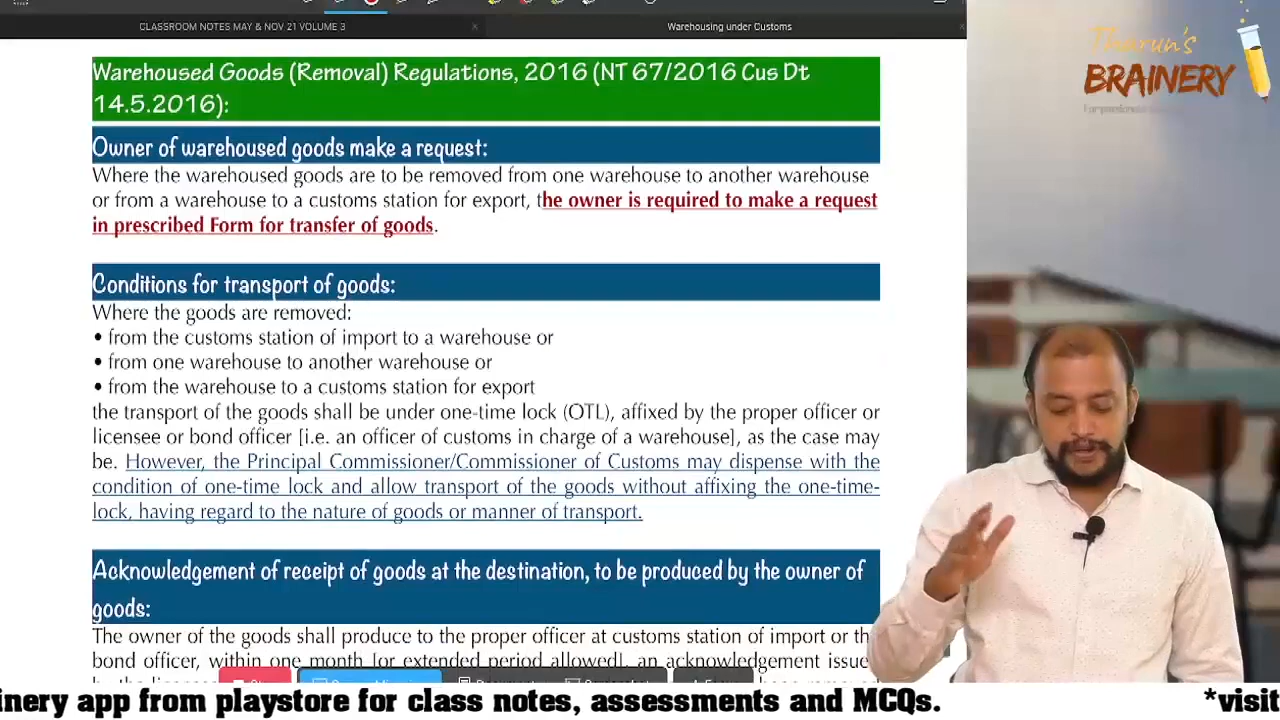 CLASSROOM NOTES MAY & NOV 21 VOLUME 3
Warehousing under Customs
Tharun's
BRAINERY
Warehoused Goods (Removal) Regulations, 2016 (NT 67/2016 Cus Dt
14.5.2016):
Owner of warehoused goods make a request:
Where the warehoused goods are to be removed from one warehouse to another warehouse
or from a warehouse to a customs station for export, the owner is required to make a request
in prescribed Form for transfer of goods.
Conditions for transport of goods:
Where the goods are removed:
• from the customs station of import to a warehouse or
• from one warehouse to another warehouse or
• from the warehouse to a customs station for export
the transport of the goods shall be under one-time lock (OTL), affixed by the proper officer or
licensee or bond officer [i.e. an officer of customs in charge of a warehouse], as the case may
be. However, the Principal Commissioner/Commissioner of Customs may dispense with the
condition of one-time lock and allow transport of the goods without affixing the one-time-
lock, having regard to the nature of goods or manner of transport.
Acknowledgement of receipt of goods at the destination, to be produced by the owner of
goods:
The owner of the goods shall produce to the proper officer at customs station of import or th
bond officer, within one month [or extended period allowed], an acknowledgement issue
inery app from playstore for class notes, assessments and MCQs. *visit